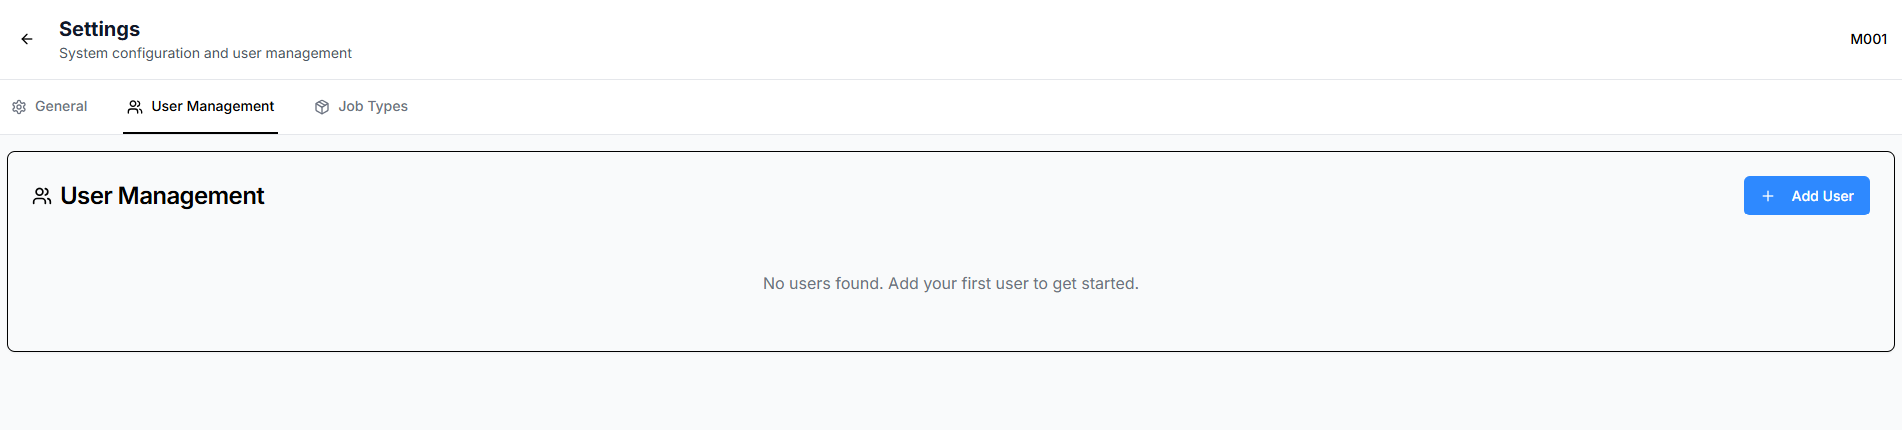 Settings
System configuration and user management
M001
General
User Management
Job Types
User Management
Add User
No users found. Add your first user to get started.